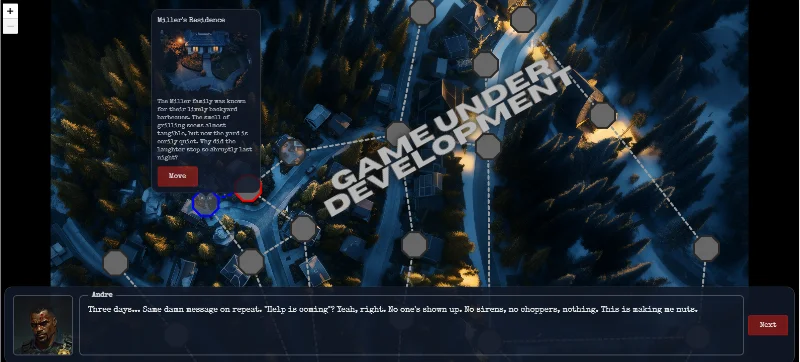 +
−
Miller's Residence
The Miller family was known
for their lively backyard
barbecues. The smell of
grilling seems almost
tangible, but now the yard is
eerily quiet. Why did the
laughter stop so abruptly last
night?
Move
GAME UNDER
DEVELOPMENT
Andre
Three days... Same damn message on repeat. "Help is coming"? Yeah, right. No one's shown up. No sirens, no choppers, nothing. This is making me nuts.
Next